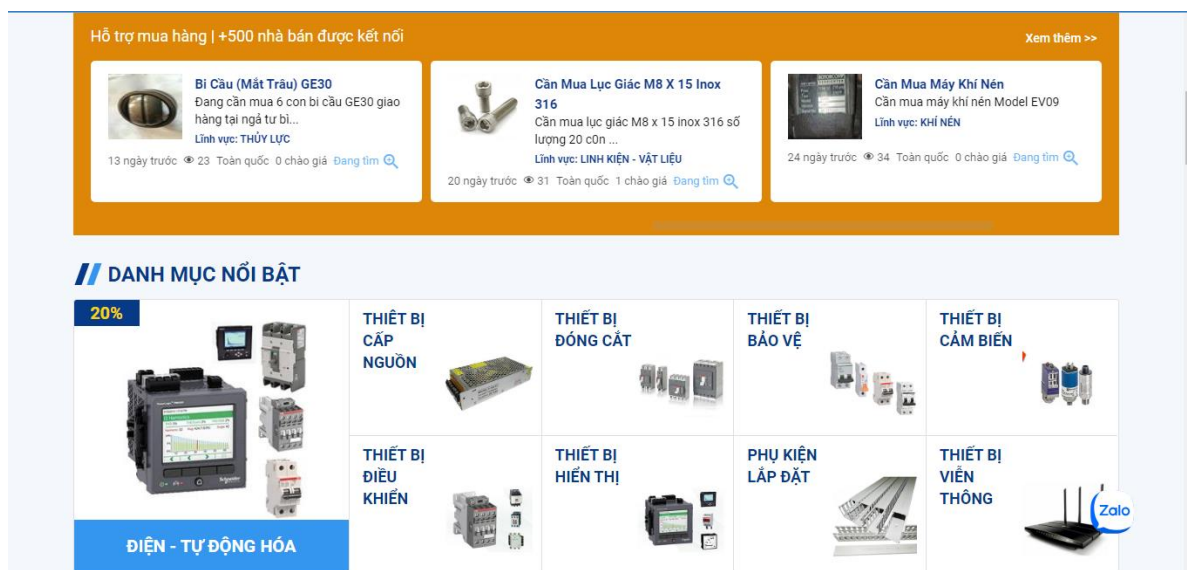 Hỗ trợ mua hàng | +500 nhà bán được kết nối
Xem thêm >>
Bi Cầu (Mắt Trâu) GE30
Đang cần mua 6 con bi cầu GE30 giao
hàng tại ngả tư bì...
Lĩnh vực: THỦY LỰC
13 ngày trước 23 Toàn quốc 0 chào giá Đang tìm
Cần Mua Lục Giác M8 X 15 Inox
316
Cần mua lục giác M8 x 15 inox 316 số
lượng 20 c0n ...
Lĩnh vực: LINH KIỆN - VẬT LIỆU
20 ngày trước 31 Toàn quốc 1 chào giá Đang tìm
Cần Mua Máy Khí Nén
Cần mua máy khí nén Model EV09
Lĩnh vực: KHÍ NÉN
24 ngày trước 34 Toàn quốc 0 chào giá Đang tìm
DANH MỤC NỔI BẬT
20%
ĐIỆN - TỰ ĐỘNG HÓA
THIẾT BỊ
CẤP
NGUỒN
THIẾT BỊ
ĐÓNG CẮT
THIẾT BỊ
BẢO VỆ
THIẾT BỊ
CẢM BIẾN
THIẾT BỊ
ĐIỀU
KHIỂN
THIẾT BỊ
HIỂN THỊ
PHỤ KIỆN
LẮP ĐẶT
THIẾT BỊ
VIỄN
THÔNG
Zalo